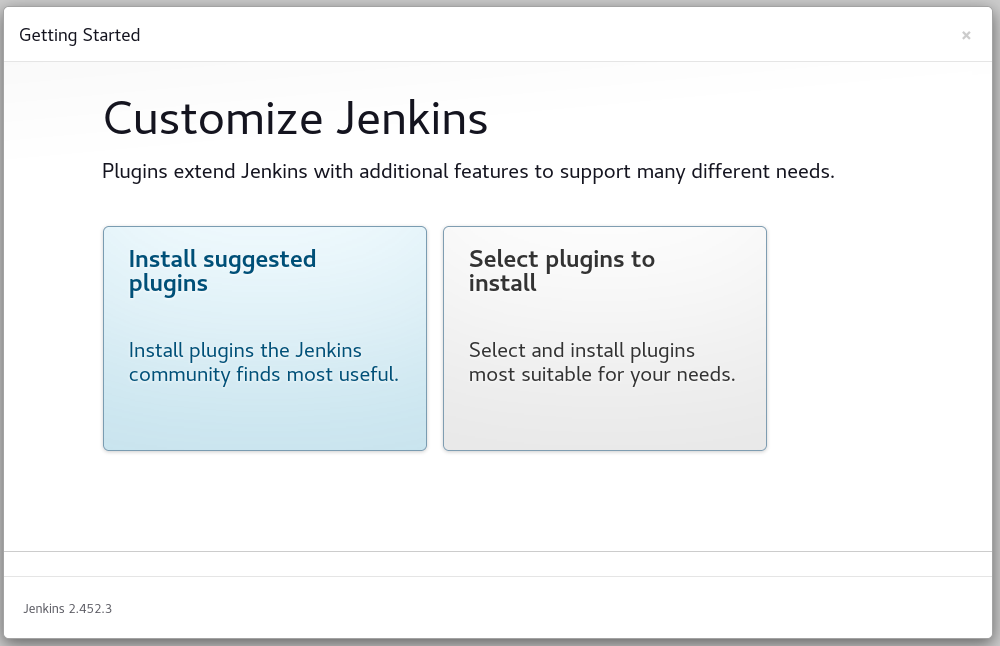 Getting Started
×
Customize Jenkins
Plugins extend Jenkins with additional features to support many different needs.
Install suggested
plugins
Install plugins the Jenkins
community finds most useful.
Select plugins to
install
Select and install plugins
most suitable for your needs.
Jenkins 2.452.3